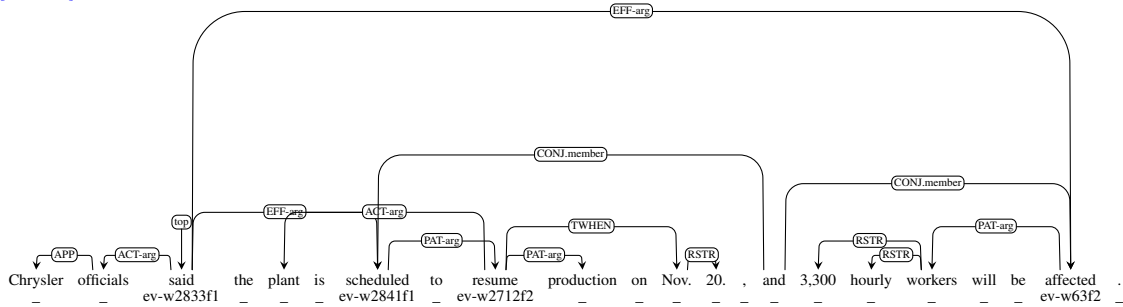 EFF-arg
CONJ.member
CONJ.member
top EFF-arg ACT-arg
TWHEN PAT-arg
APP ACT-arg PAT-arg PAT-arg RSTR RSTR RSTR
Chrysler officials said the plant is scheduled to resume production on Nov. 20. , and 3,300 hourly workers will be affected .
_ _ ev-w2833f1 _ _ _ ev-w2841f1 _ ev-w2712f2 _ _ _ _ _ _ _ _ _ _ _ ev-w63f2 _